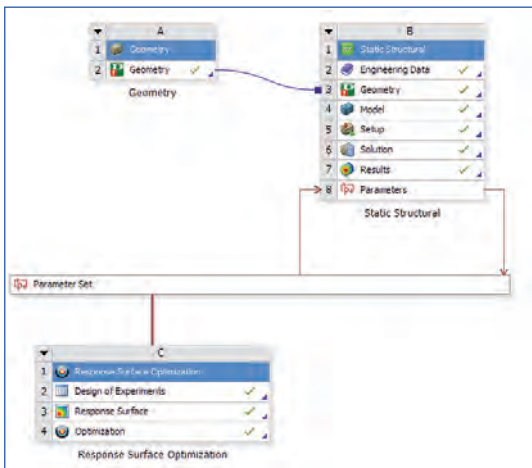 A
1 Geometry
2 Geometry
Geometry
B
1 Static Structural
2 Engineering Data
3 Geometry
4 Model
5 Setup
6 Solution
7 Results
8 Parameters
Static Structural
Parameter Set
C
1 Response Surface Optimization
2 Design of Experiments
3 Response Surface
4 Optimization
Response Surface Optimization